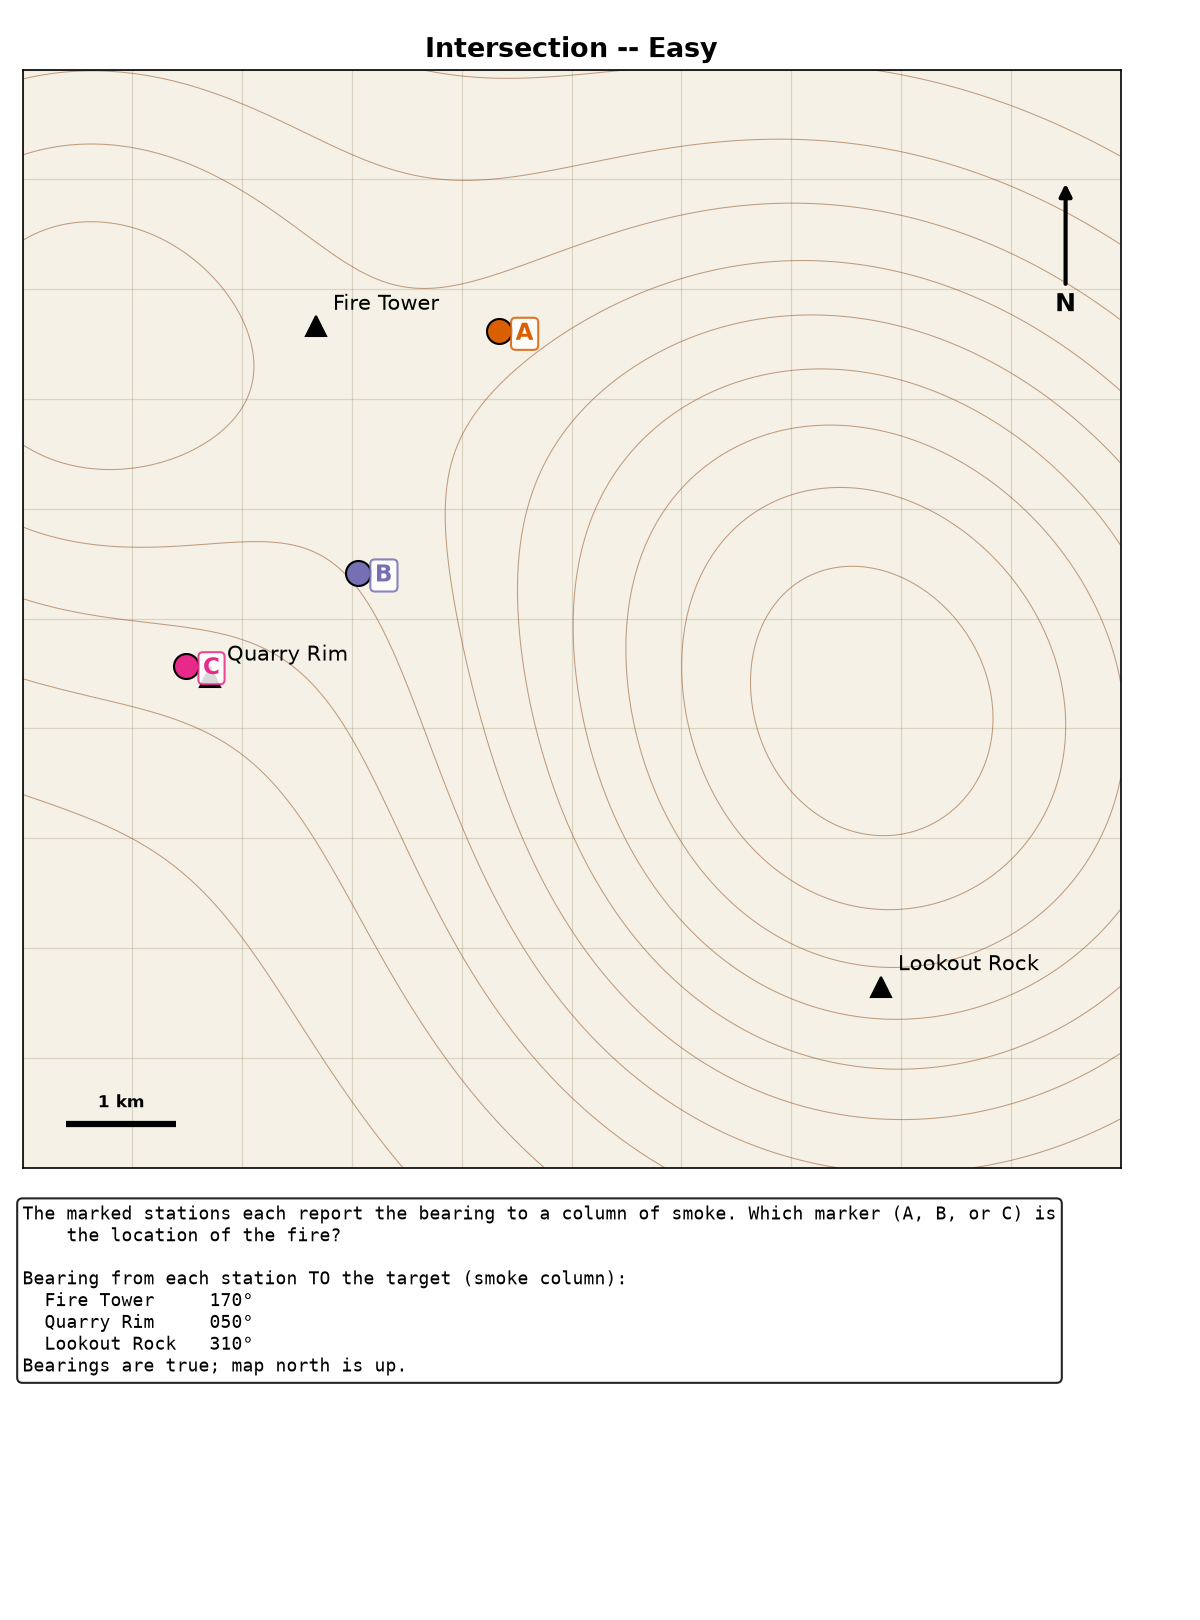 Intersection -- Easy
N
Fire Tower
A
B
Quarry Rim
C
Lookout Rock
1 km
The marked stations each report the bearing to a column of smoke. Which marker (A, B, or C) is
the location of the fire?
Bearing from each station TO the target (smoke column):
Fire Tower 170°
Quarry Rim 050°
Lookout Rock 310°
Bearings are true; map north is up.